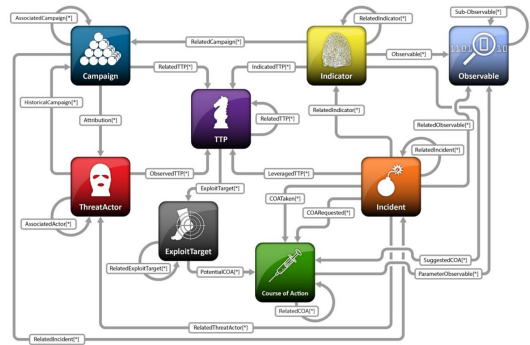 AssociatedCampaign[*]
RelatedIndicator[*]
Sub-Observable[*]
RelatedCampaign[*]
Observable[*]
Campaign
RelatedTTP[*]
IndicatedTTP[*]
Indicator
Observable
HistoricalCampaign[*]
RelatedIndicator[*]
RelatedTTP[*]
RelatedObservable[*]
Attribution[*]
TTP
RelatedIncident[*]
ObservedTTP[*]
LeveragedTTP[*]
ExploitTarget[*]
COATaken[*]
ThreatActor
COARequested[*]
Incident
AssociatedActor[*]
ExploitTarget
SuggestedCOA[*]
RelatedExploitTarget[*]
PotentialCOA[*]
ParameterObservable[*]
Course of Action
RelatedCOA[*]
RelatedThreatActor[*]
RelatedIncident[*]